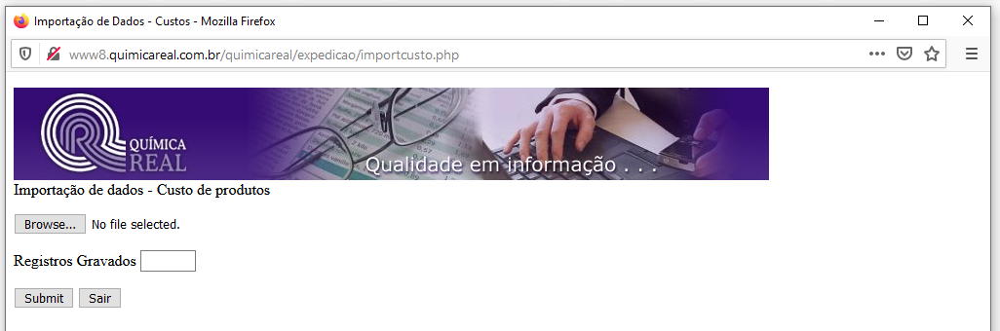 Importação de Dados - Custos - Mozilla Firefox
www8.quimicareal.com.br/quimicareal/expedicao/importcusto.php
QUÍMICA
REAL
Qualidade em informação . . .
Importação de dados - Custo de produtos
Browse... No file selected.
Registros Gravados
Submit Sair